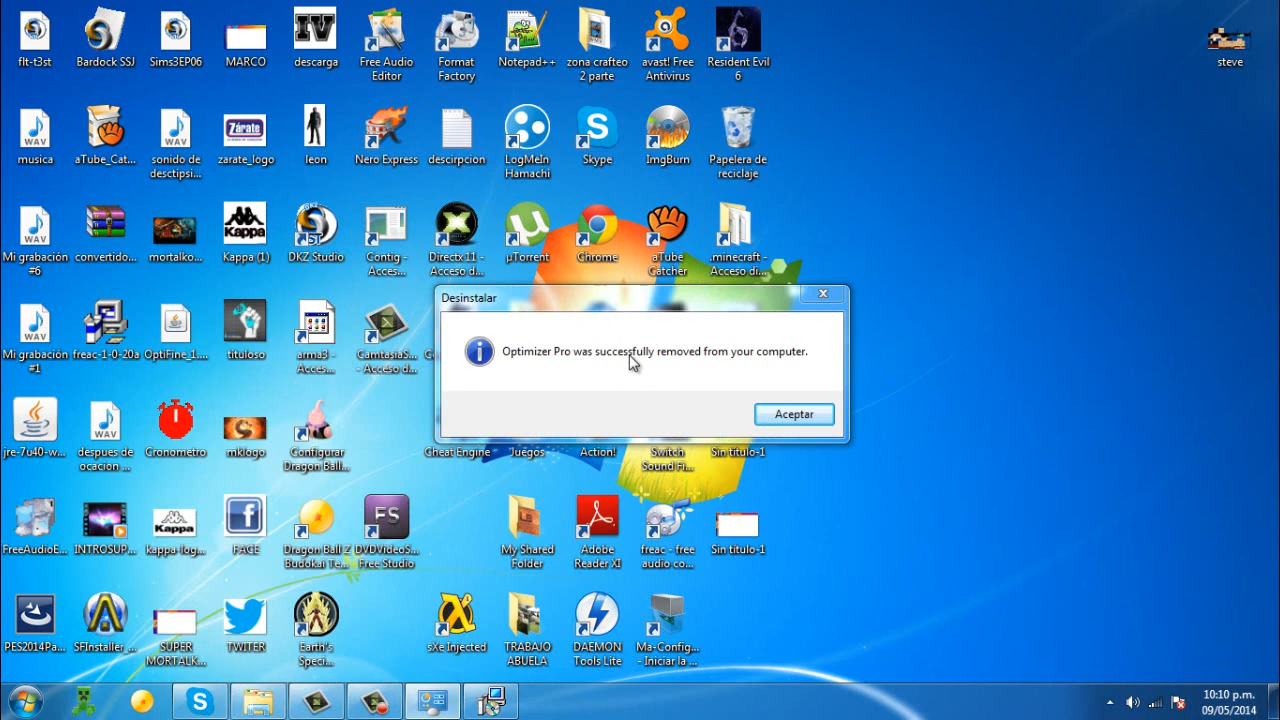 flt-t3st
Bardock SSJ
Sims3EP06
MARCO
descarga
Free Audio
Editor
Format
Factory
Notepad++
zona crafteo
2 parte
avast! Free
Antivirus
Resident Evil
6
steve
musica
aTube_Cat...
sonido de
desctipsi...
zarate_logo
leon
Nero Express
descirpcion
LogMeIn
Hamachi
Skype
ImgBurn
Papelera de
reciclaje
Mi grabación
#6
convertido...
mortalko...
Kappa (1)
DKZ Studio
Contig -
Acces...
Directx11 -
Acceso d...
µTorrent
Chrome
aTube
Catcher
.minecraft -
Acceso di...
Desinstalar
Optimizer Pro was successfully removed from your computer.
Aceptar
Mi grabación
#1
freac-1-0-20a
OptiFine_1....
tituloso
arma3 -
Acces...
CamtasiaS...
- Acceso d...
jre-7u40-w...
despues de
ocacion ...
Cronometro
mklogo
Configurar
Dragon Ball...
Cheat Engine
Juegos
Action!
Switch
Sound Fi...
Sin titulo-1
FreeAudioE...
INTROSUP...
kappa-log...
FACE
Dragon Ball Z
Budokai Te...
DVDVideoS...
Free Studio
My Shared
Folder
Adobe
Reader XI
freac - free
audio co...
Sin titulo-1
PES2014Pa...
SFInstaller_...
SUPER
MORTALK...
TWITER
Earth's
Speci...
sXe Injected
TRABAJO
ABUELA
DAEMON
Tools Lite
Ma-Config...
- Iniciar la ...
10:10 p.m.
09/05/2014